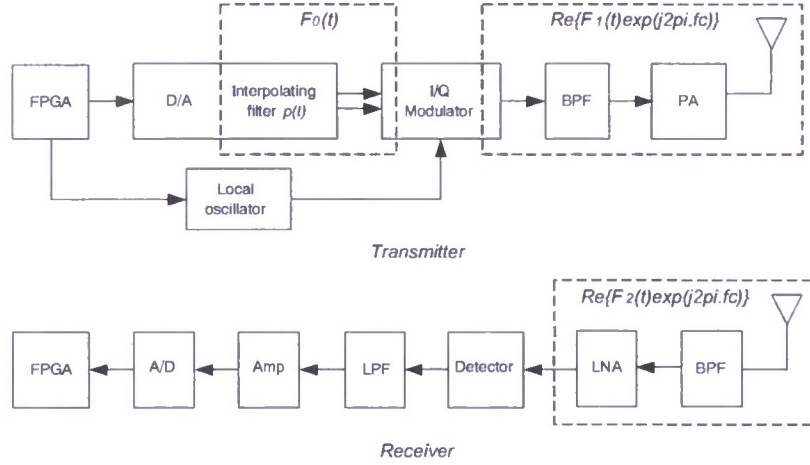 F0(t)
Re{F1(t)exp(j2pi.fc)}
FPGA
D/A
Interpolating
filter p(t)
I/Q
Modulator
BPF
PA
Local
oscillator
Transmitter
Re{F2(t)exp(j2pi.fc)}
FPGA
A/D
Amp
LPF
Detector
LNA
BPF
Receiver